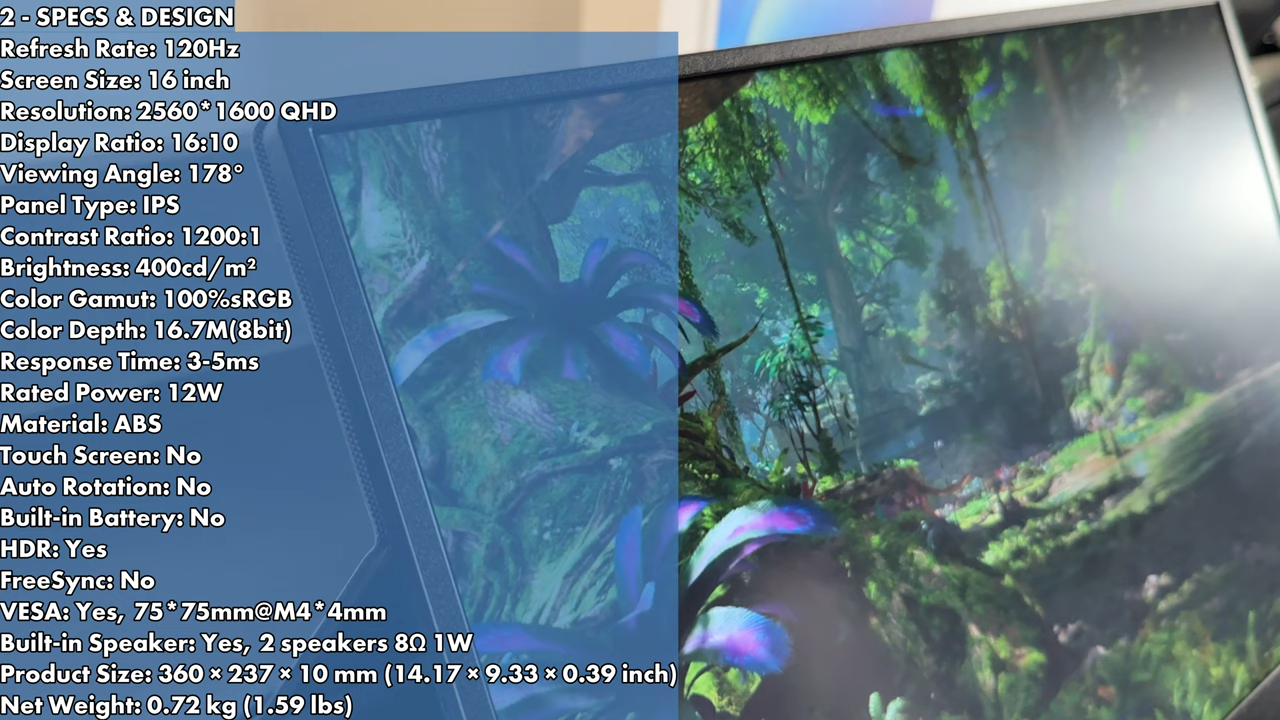 2 - SPECS & DESIGN
Refresh Rate: 120Hz
Screen Size: 16 inch
Resolution: 2560*1600 QHD
Display Ratio: 16:10
Viewing Angle: 178°
Panel Type: IPS
Contrast Ratio: 1200:1
Brightness: 400cd/m²
Color Gamut: 100%sRGB
Color Depth: 16.7M(8bit)
Response Time: 3-5ms
Rated Power: 12W
Material: ABS
Touch Screen: No
Auto Rotation: No
Built-in Battery: No
HDR: Yes
FreeSync: No
VESA: Yes, 75*75mm@M4*4mm
Built-in Speaker: Yes, 2 speakers 8Ω 1W
Product Size: 360 × 237 × 10 mm (14.17 × 9.33 × 0.39 inch)
Net Weight: 0.72 kg (1.59 lbs)